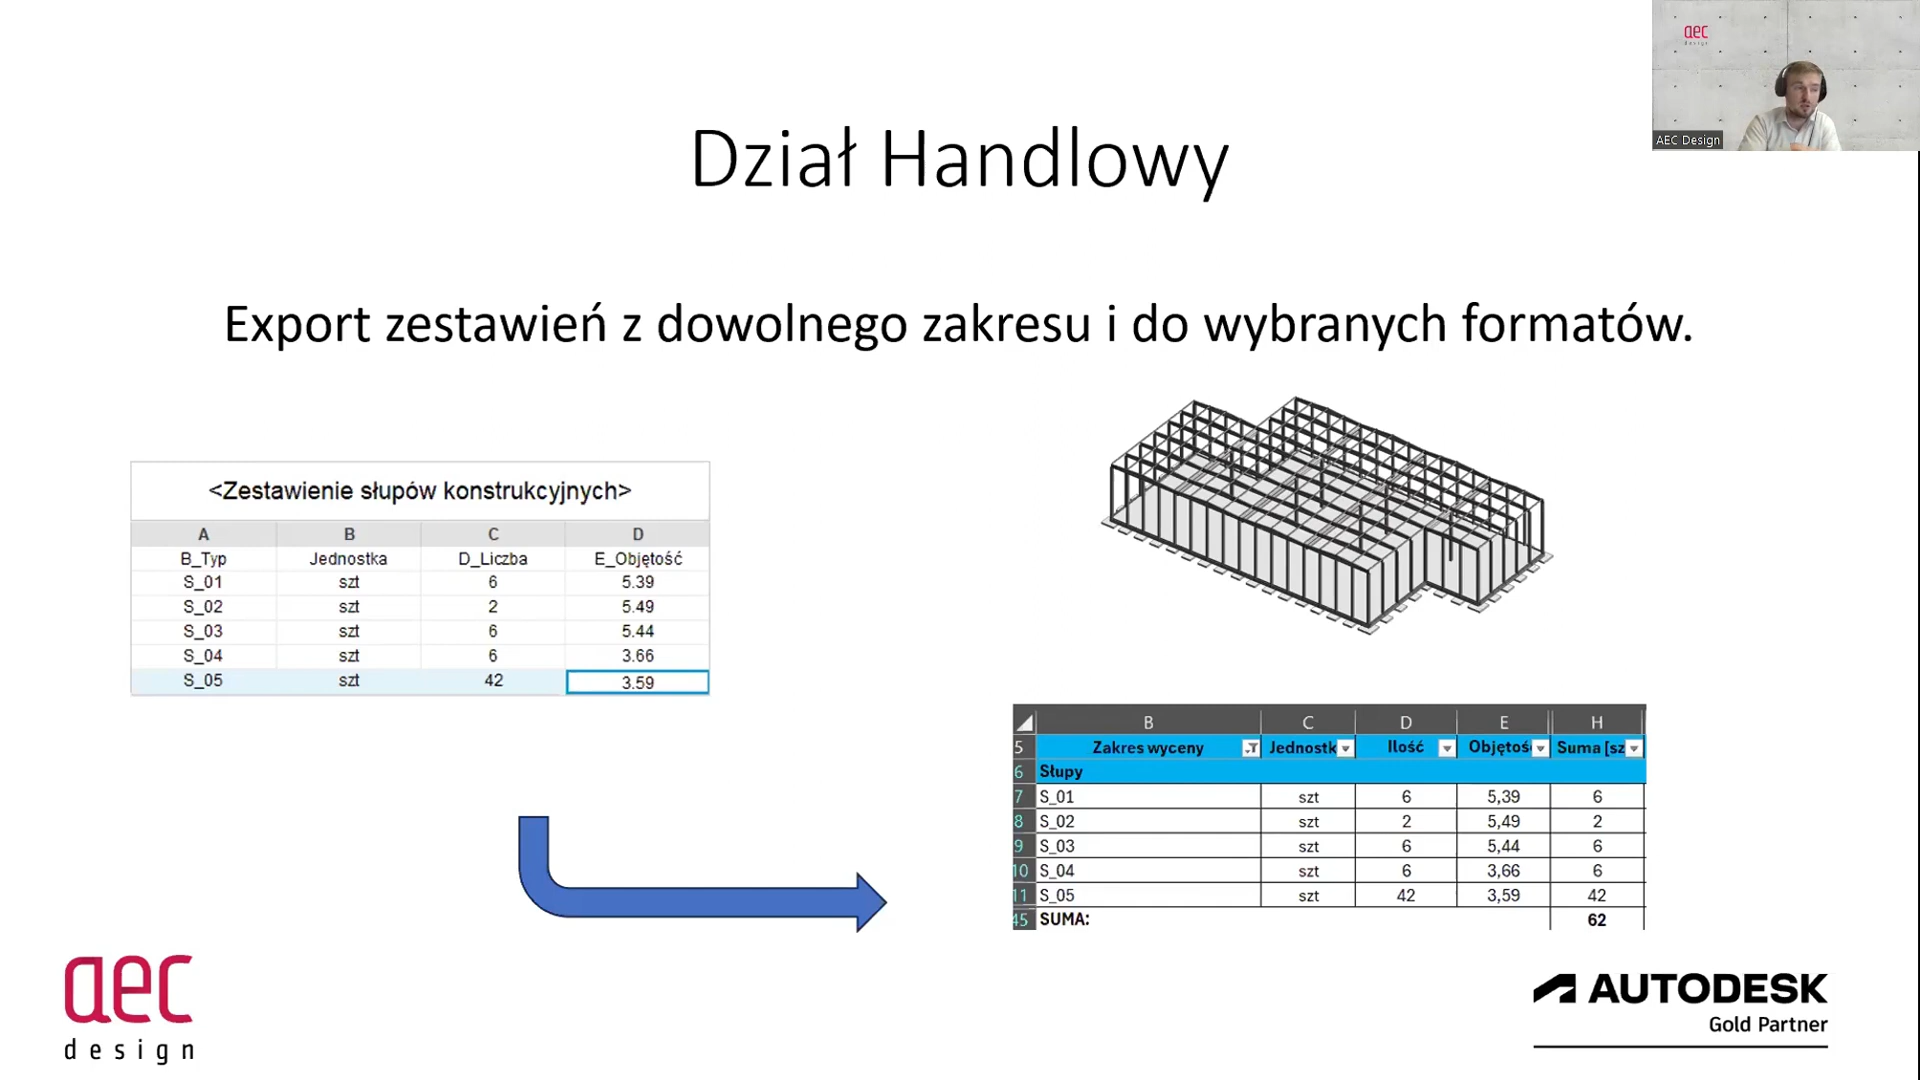 aec
design
AEC Design
Dział Handlowy
Export zestawień z dowolnego zakresu i do wybranych formatów.
<Zestawienie słupów konstrukcyjnych>
A B C D
B_Typ Jednostka D_Liczba E_Objętość
S_01 szt 6 5.39
S_02 szt 2 5.49
S_03 szt 6 5.44
S_04 szt 6 3.66
S_05 szt 42 3.59
B C D E H
5 Zakres wyceny Jednostk Ilość Objętoś Suma [sz
6 Słupy
7 S_01 szt 6 5,39 6
8 S_02 szt 2 5,49 2
9 S_03 szt 6 5,44 6
10 S_04 szt 6 3,66 6
11 S_05 szt 42 3,59 42
45 SUMA: 62
aec
design
AUTODESK
Gold Partner